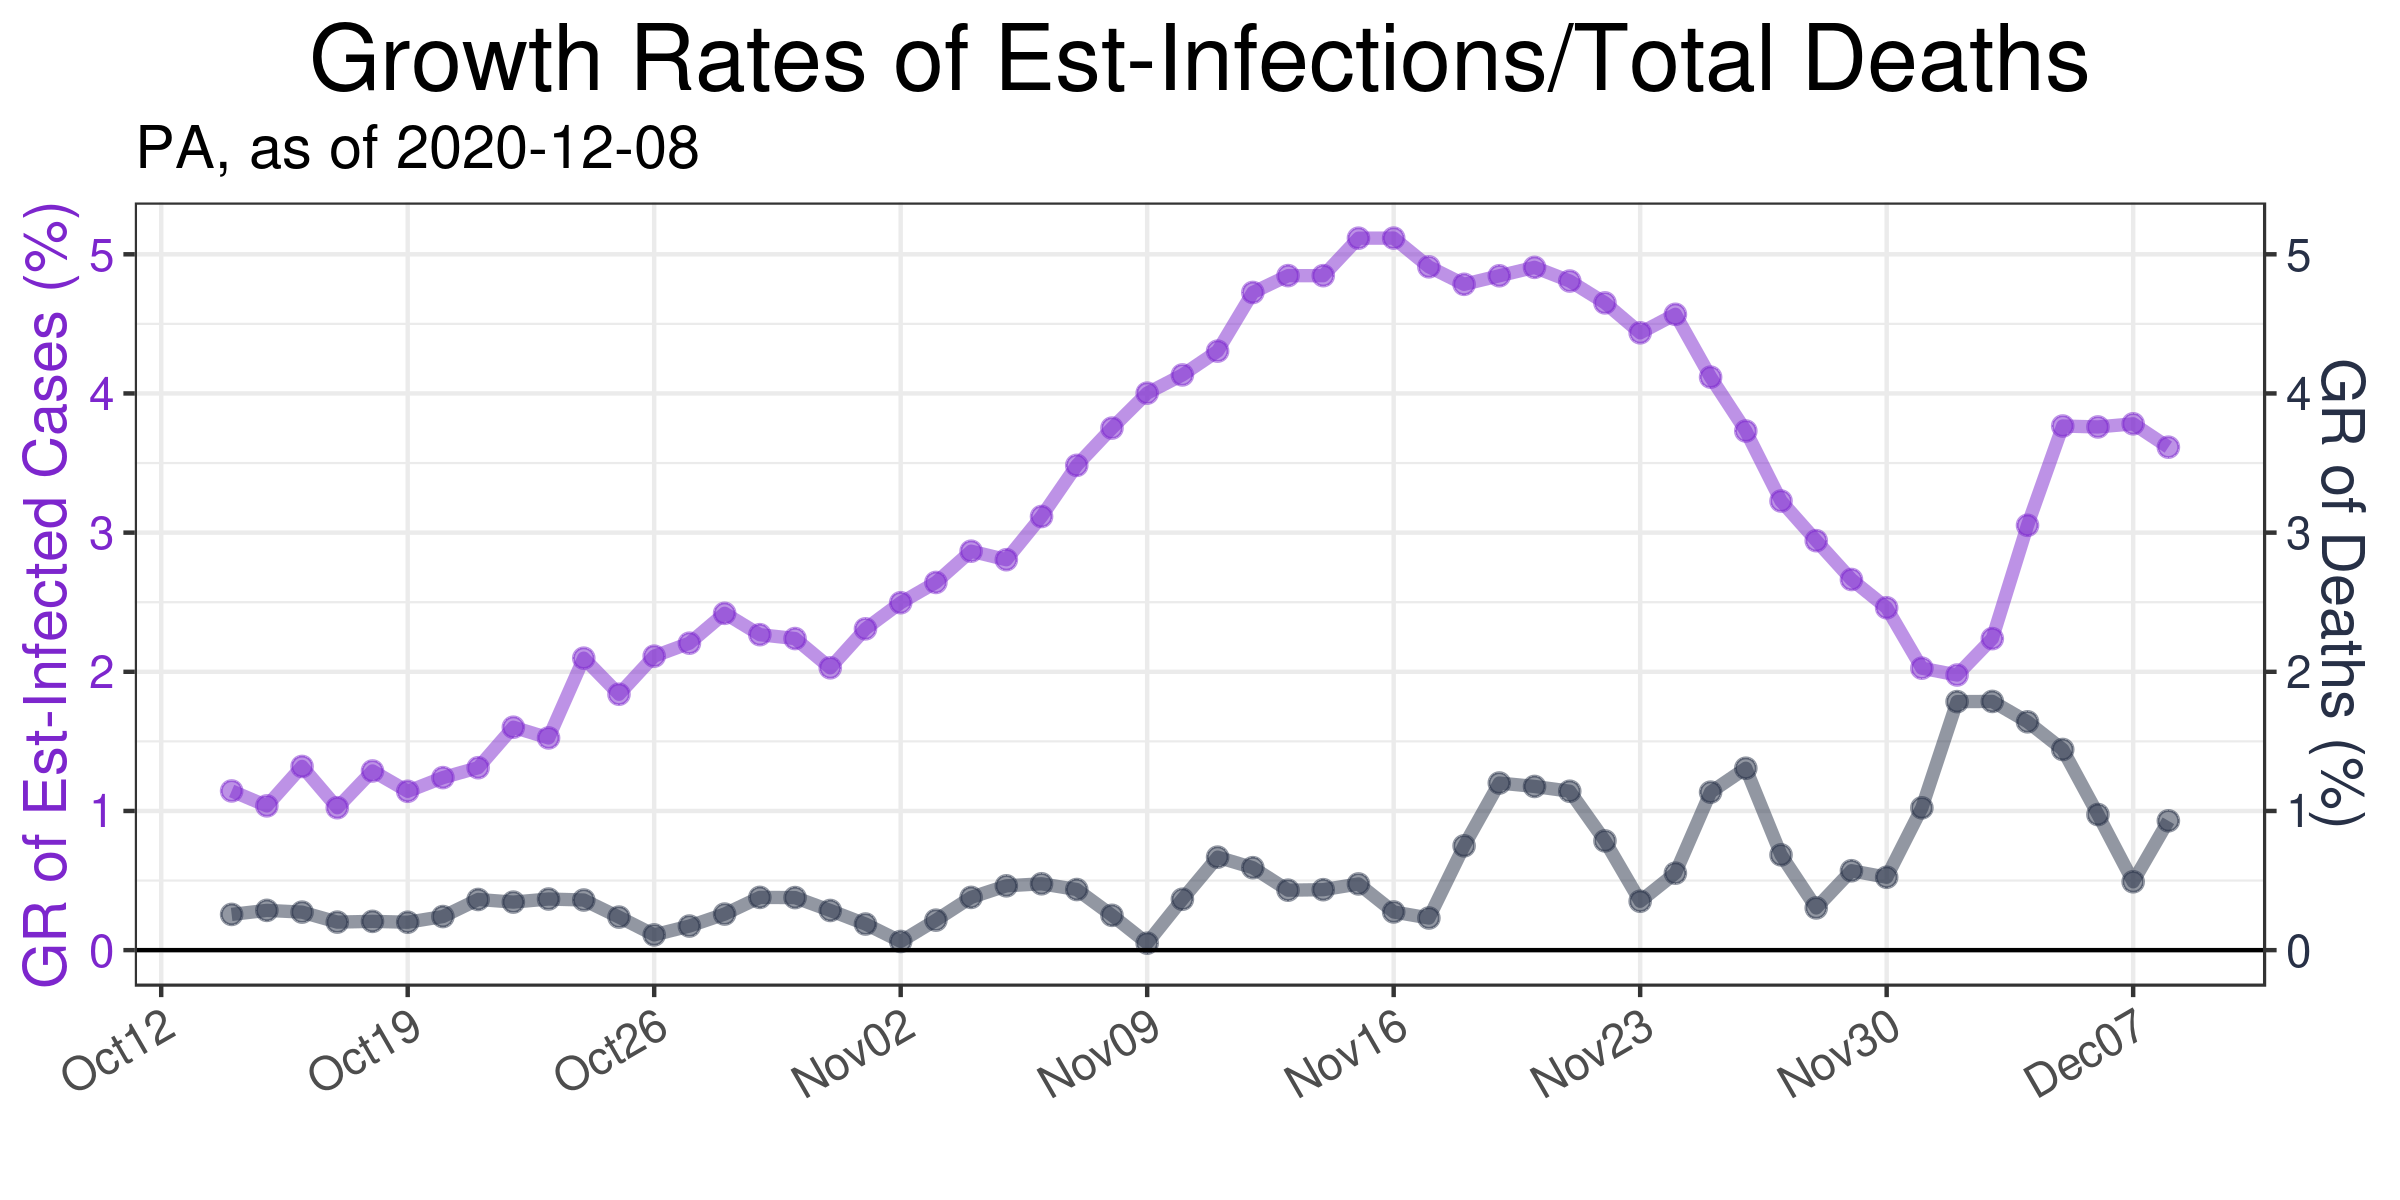 Growth Rates of Est-Infections/Total Deaths
PA, as of 2020-12-08
GR of Est-Infected Cases (%)
5
4
3
2
1
0
5
4
3
2
1
0
GR of Deaths (%)
Oct12
Oct19
Oct26
Nov02
Nov09
Nov16
Nov23
Nov30
Dec07